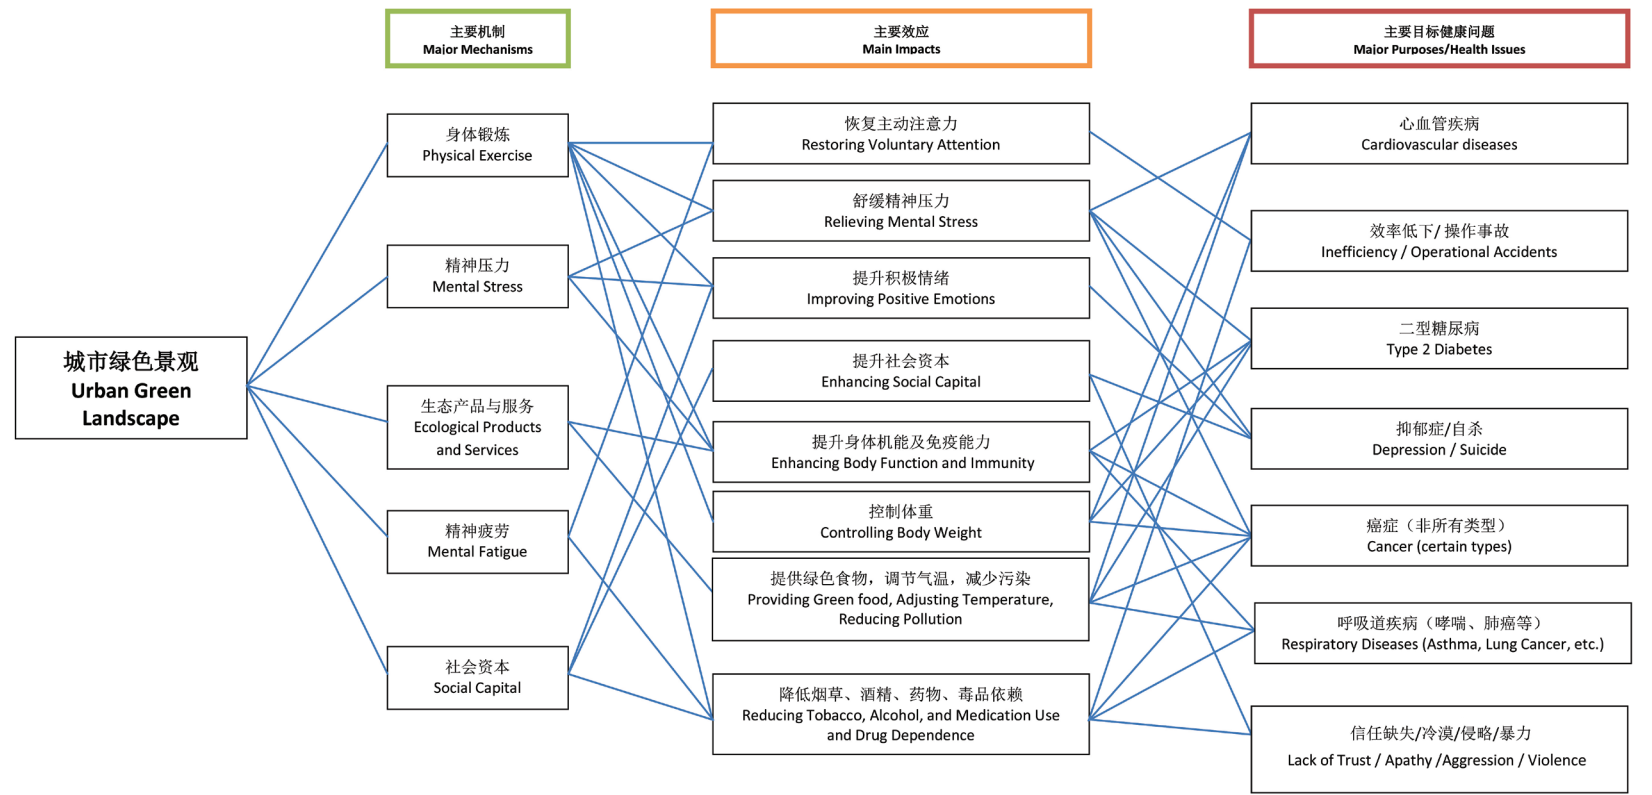 主要机制
Major Mechanisms
主要效应
Main Impacts
主要目标健康问题
Major Purposes/Health Issues
城市绿色景观
Urban Green
Landscape
身体锻炼
Physical Exercise
精神压力
Mental Stress
生态产品与服务
Ecological Products
and Services
精神疲劳
Mental Fatigue
社会资本
Social Capital
恢复主动注意力
Restoring Voluntary Attention
舒缓精神压力
Relieving Mental Stress
提升积极情绪
Improving Positive Emotions
提升社会资本
Enhancing Social Capital
提升身体机能及免疫能力
Enhancing Body Function and Immunity
控制体重
Controlling Body Weight
提供绿色食物，调节气温，减少污染
Providing Green food, Adjusting Temperature,
Reducing Pollution
降低烟草、酒精、药物、毒品依赖
Reducing Tobacco, Alcohol, and Medication Use
and Drug Dependence
心血管疾病
Cardiovascular diseases
效率低下/ 操作事故
Inefficiency / Operational Accidents
二型糖尿病
Type 2 Diabetes
抑郁症/自杀
Depression / Suicide
癌症（非所有类型）
Cancer (certain types)
呼吸道疾病（哮喘、肺癌等）
Respiratory Diseases (Asthma, Lung Cancer, etc.)
信任缺失/冷漠/侵略/暴力
Lack of Trust / Apathy /Aggression / Violence